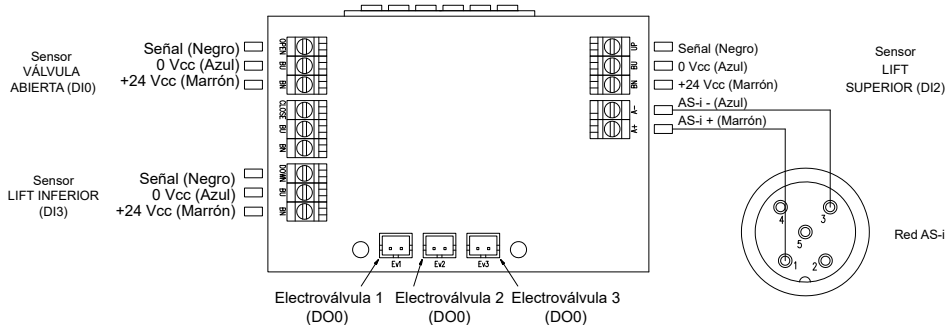 Sensor
VÁLVULA
ABIERTA (DI0)
Señal (Negro)
0 Vcc (Azul)
+24 Vcc (Marrón)
OPEN
BU
BN
CLOSE
BU
BN
Sensor
LIFT INFERIOR
(DI3)
Señal (Negro)
0 Vcc (Azul)
+24 Vcc (Marrón)
DOWN
BU
BN
UP
BU
BN
A-
A+
Señal (Negro)
0 Vcc (Azul)
+24 Vcc (Marrón)
AS-i - (Azul)
AS-i + (Marrón)
Sensor
LIFT
SUPERIOR (DI2)
4
3
5
1
2
Red AS-i
Ev1
Ev2
Ev3
Electroválvula 1
(DO0)
Electroválvula 2
(DO0)
Electroválvula 3
(DO0)